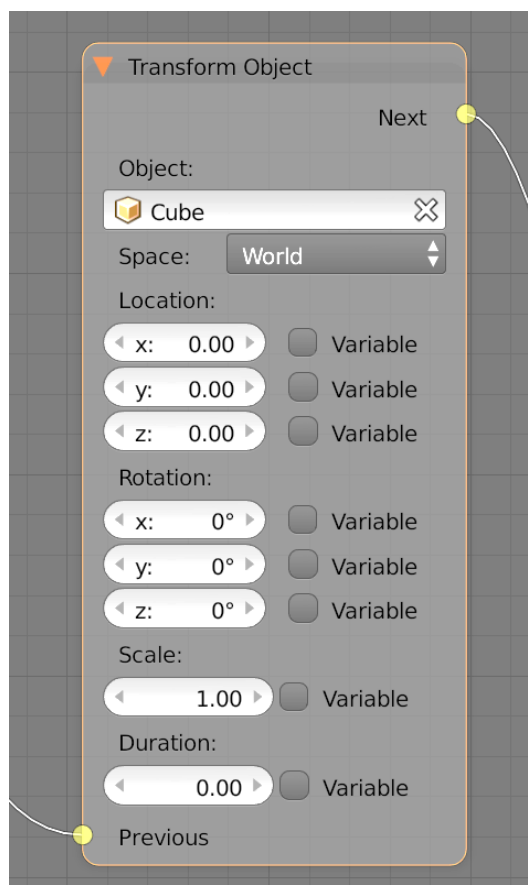 Transform Object
Next
Object:
Cube
Space: World
Location:
x: 0.00 Variable
y: 0.00 Variable
z: 0.00 Variable
Rotation:
x: 0° Variable
y: 0° Variable
z: 0° Variable
Scale:
1.00 Variable
Duration:
0.00 Variable
Previous